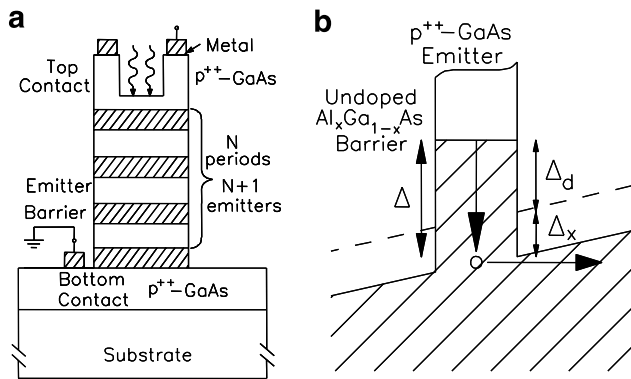 a
Metal
Top
Contact
p++-GaAs
N
periods
N+1
emitters
Emitter
Barrier
Bottom
Contact
p++-GaAs
Substrate
b
p++-GaAs
Emitter
Undoped
AlxGa1-xAs
Barrier
Δ
Δd
Δx